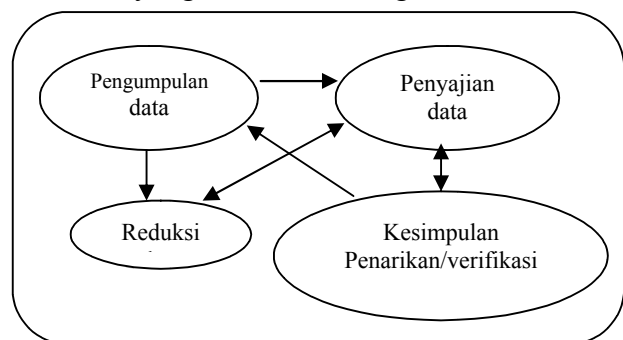 Pengumpulan
data
Penyajian
data
Reduksi
Kesimpulan
Penarikan/verifikasi